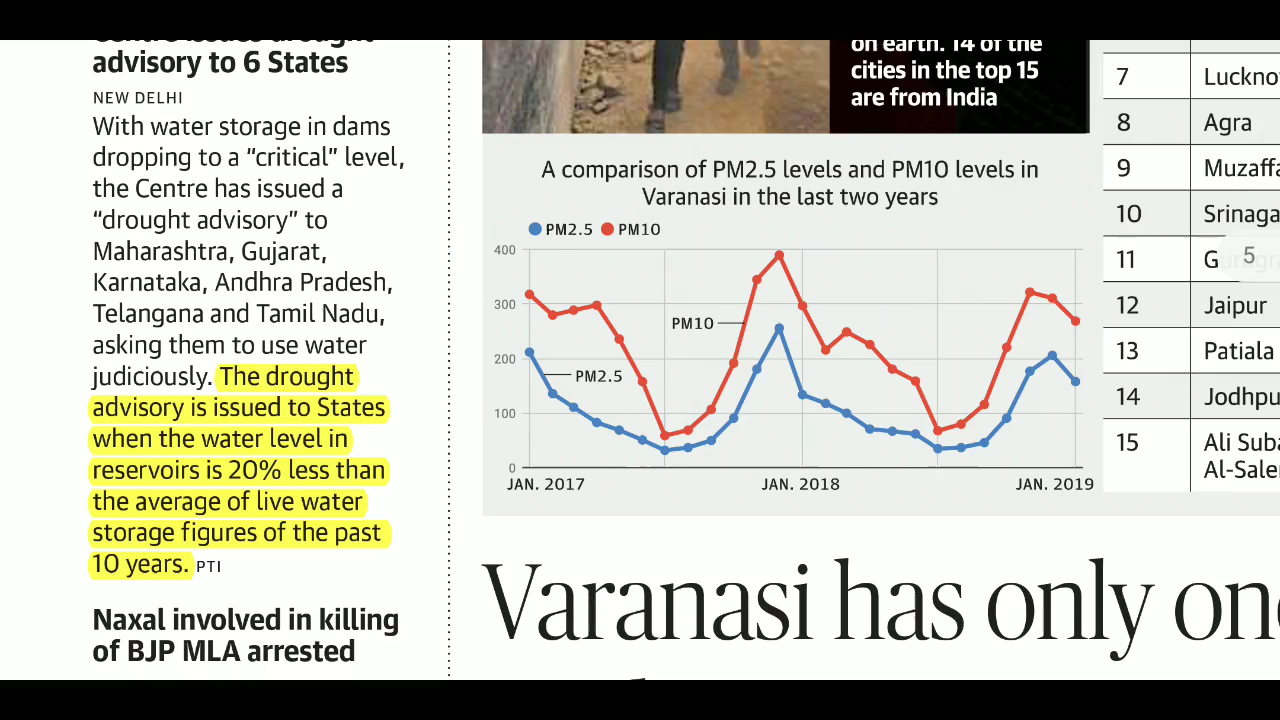 advisory to 6 States
NEW DELHI
With water storage in dams
dropping to a “critical” level,
the Centre has issued a
“drought advisory” to
Maharashtra, Gujarat,
Karnataka, Andhra Pradesh,
Telangana and Tamil Nadu,
asking them to use water
judiciously. The drought
advisory is issued to States
when the water level in
reservoirs is 20% less than
the average of live water
storage figures of the past
10 years. PTI
Naxal involved in killing
of BJP MLA arrested
on earth. 14 of the
cities in the top 15
are from India
A comparison of PM2.5 levels and PM10 levels in
Varanasi in the last two years
PM2.5 PM10
400
300
200
100
0
PM10
PM2.5
JAN. 2017 JAN. 2018 JAN. 2019
7
8 Agra
9
10
11
12 Jaipur
13 Patiala
14
15 Ali
5
Varanasi has only